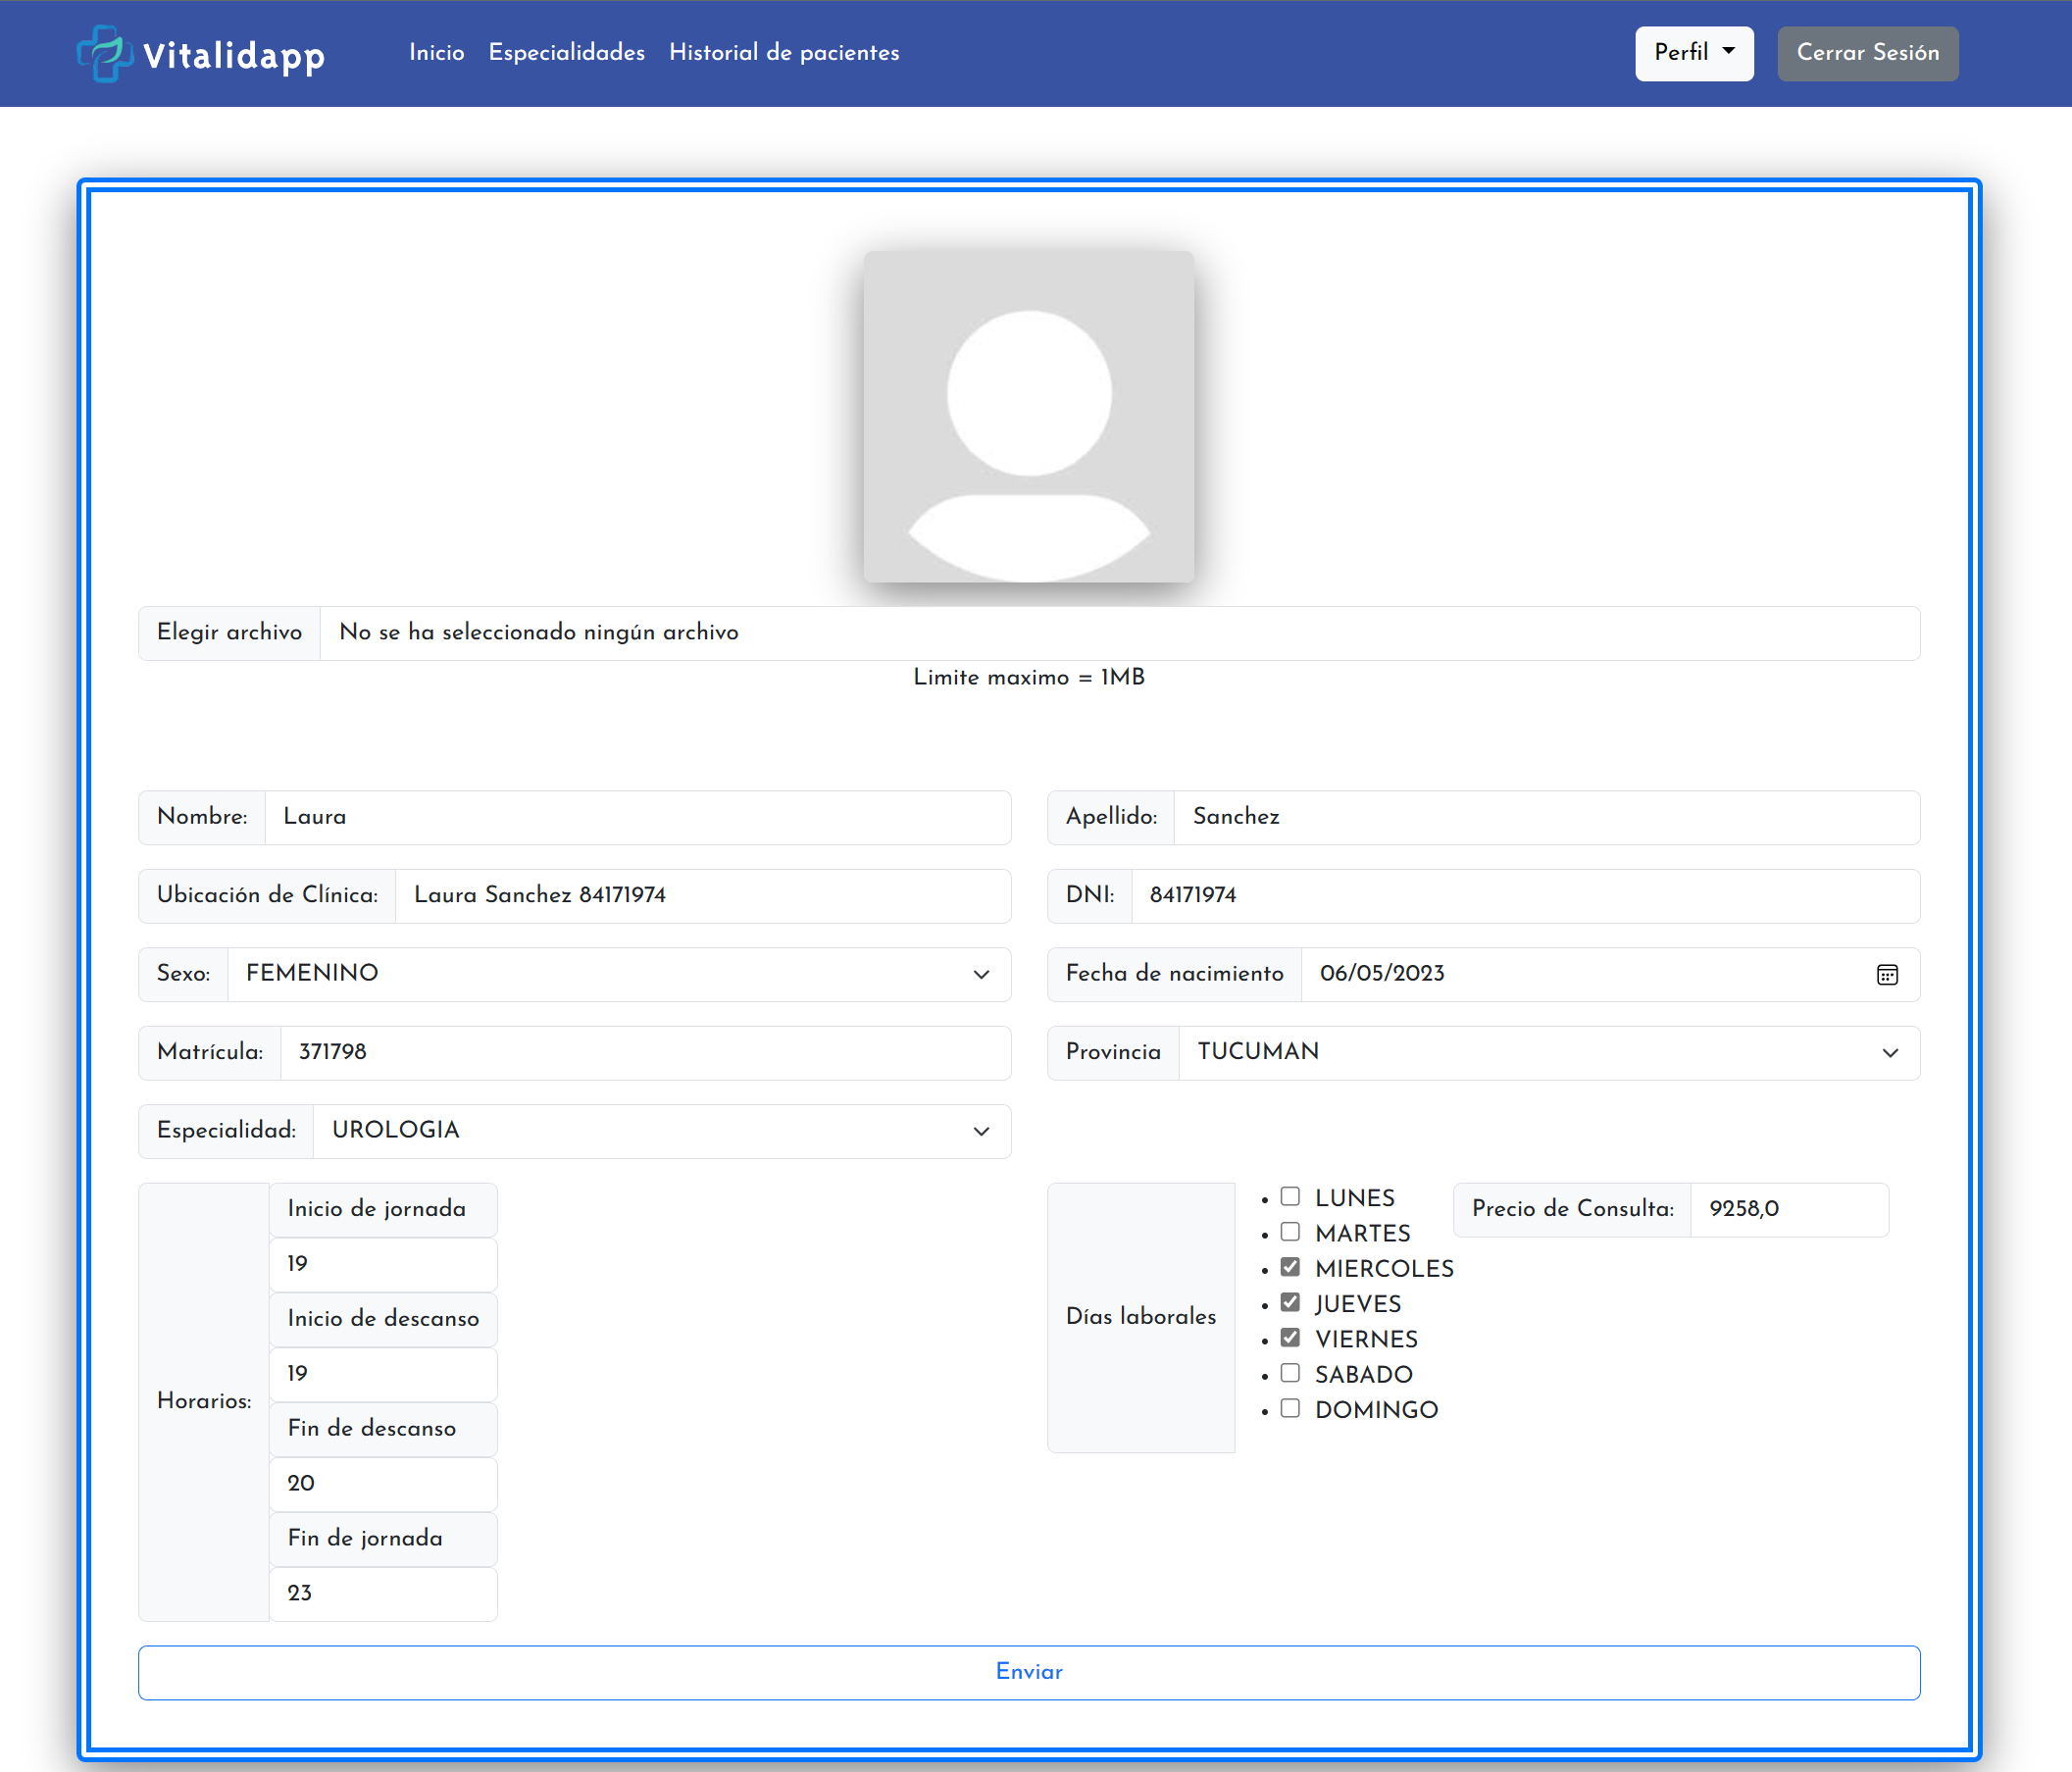 Vitalidapp
Inicio Especialidades Historial de pacientes
Perfil
Cerrar Sesión
Elegir archivo No se ha seleccionado ningún archivo
Limite maximo = 1MB
Nombre: Laura
Apellido: Sanchez
Ubicación de Clínica: Laura Sanchez 84171974
DNI: 84171974
Sexo: FEMENINO
Fecha de nacimiento 06/05/2023
Matrícula: 371798
Provincia TUCUMAN
Especialidad: UROLOGIA
Horarios:
Inicio de jornada
19
Inicio de descanso
19
Fin de descanso
20
Fin de jornada
23
Días laborales
LUNES
MARTES
MIERCOLES
JUEVES
VIERNES
SABADO
DOMINGO
Precio de Consulta: 9258,0
Enviar